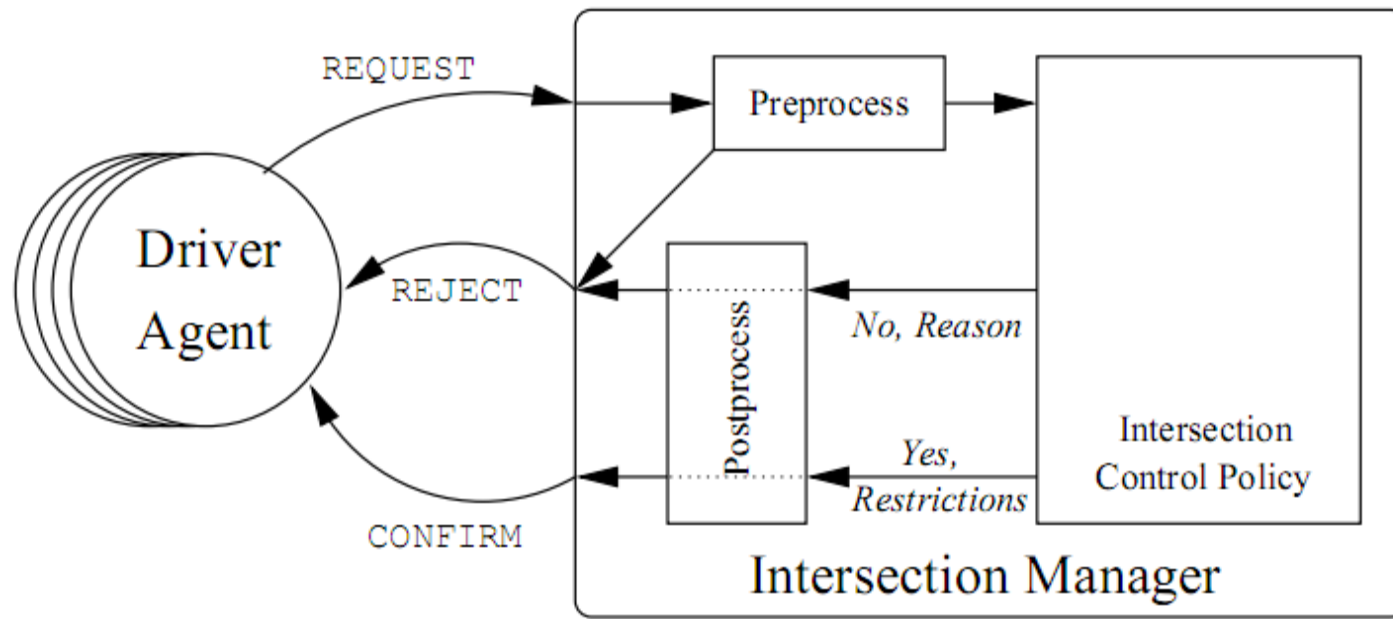 REQUEST
Preprocess
Driver
Agent
REJECT
No, Reason
Postprocess
Intersection
Control Policy
Yes,
Restrictions
CONFIRM
Intersection Manager